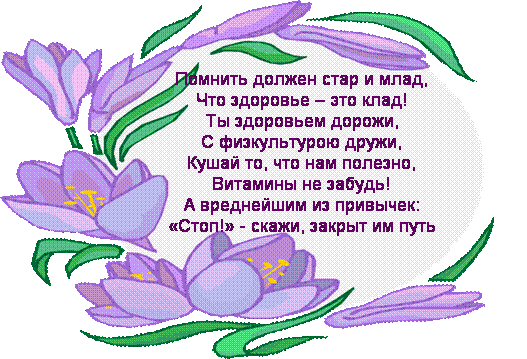 Помнить должен стар и млад,
Что здоровье – это клад!
Ты здоровьем дорожи,
С физкультурою дружи,
Кушай то, что нам полезно,
Витамины не забудь!
А вреднейшим из привычек:
«Стоп!» - скажи, закрыт им путь